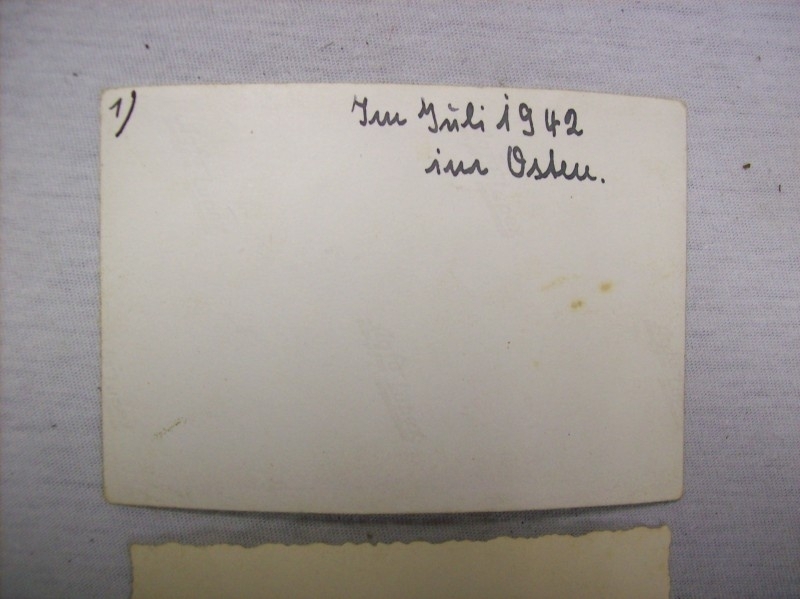 1)
Im Juli 1942
im Osten.